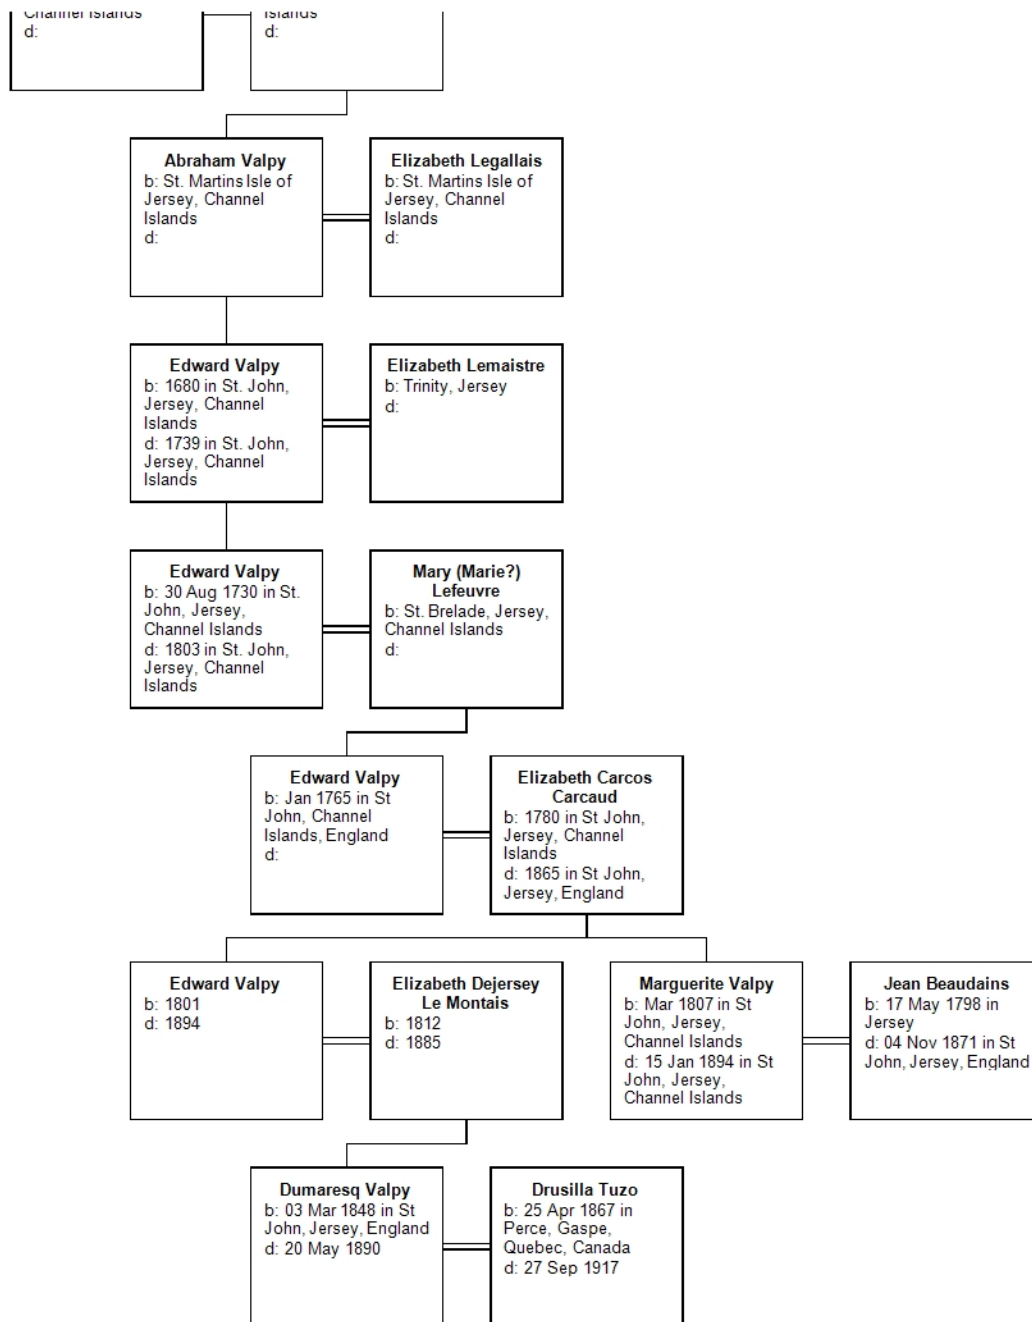 Channel Islands
d:
Islands
d:
Abraham Valpy
b: St. Martins Isle of
Jersey, Channel
Islands
d:
Elizabeth Legallais
b: St. Martins Isle of
Jersey, Channel
Islands
d:
Edward Valpy
b: 1680 in St. John,
Jersey, Channel
Islands
d: 1739 in St. John,
Jersey, Channel
Islands
Elizabeth Lemaistre
b: Trinity, Jersey
d:
Edward Valpy
b: 30 Aug 1730 in St.
John, Jersey,
Channel Islands
d: 1803 in St. John,
Jersey, Channel
Islands
Mary (Marie?)
Lefeuvre
b: St. Brelade, Jersey,
Channel Islands
d:
Edward Valpy
b: Jan 1765 in St
John, Channel
Islands, England
d:
Elizabeth Carcos
Carcaud
b: 1780 in St John,
Jersey, Channel
Islands
d: 1865 in St John,
Jersey, England
Edward Valpy
b: 1801
d: 1894
Elizabeth Dejersey
Le Montais
b: 1812
d: 1885
Marguerite Valpy
b: Mar 1807 in St
John, Jersey,
Channel Islands
d: 15 Jan 1894 in St
John, Jersey,
Channel Islands
Jean Beaudains
b: 17 May 1798 in
Jersey
d: 04 Nov 1871 in St
John, Jersey, England
Dumaresq Valpy
b: 03 Mar 1848 in St
John, Jersey, England
d: 20 May 1890
Drusilla Tuzo
b: 25 Apr 1867 in
Perce, Gaspe,
Quebec, Canada
d: 27 Sep 1917